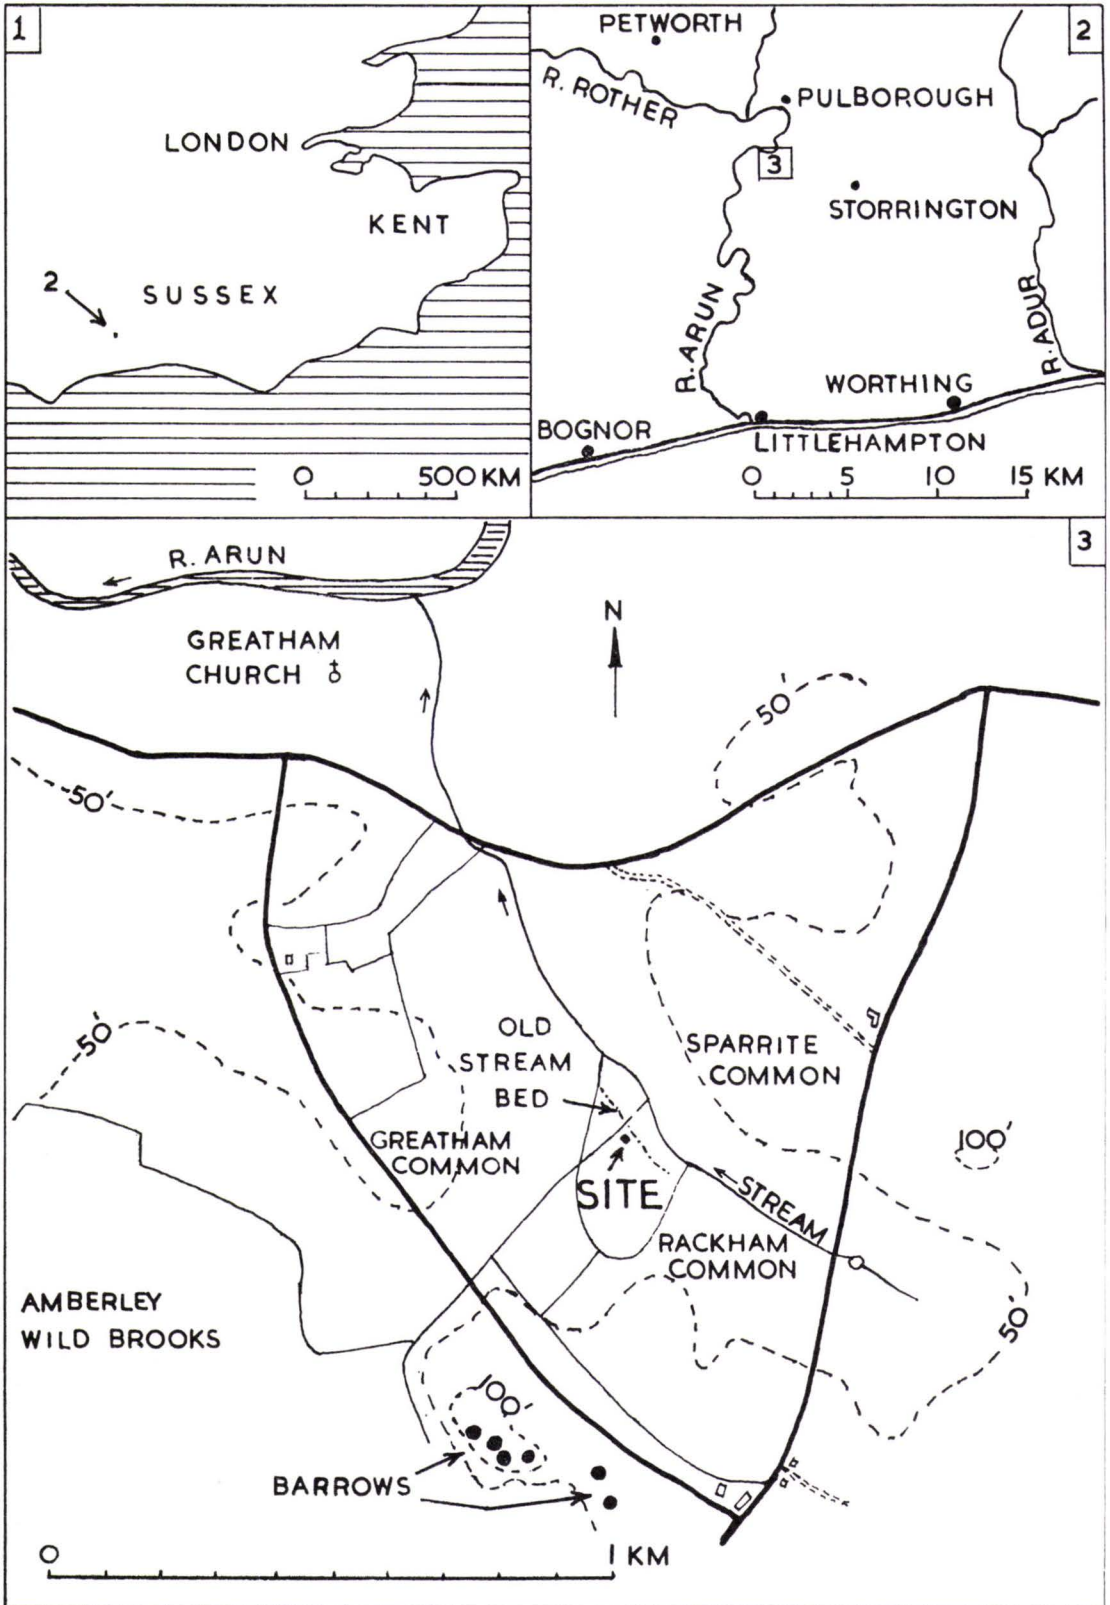 1
LONDON
KENT
2
SUSSEX
0 500 KM
2
PETWORTH
R. ROTHER
PULBOROUGH
3
STORRINGTON
R. ARUN
R. ADUR
WORTHING
BOGNOR
LITTLEHAMPTON
0 5 10 15 KM
3
R. ARUN
GREATHAM
CHURCH
N
50'
50'
50'
OLD
STREAM
BED
SPARRITE
COMMON
GREATHAM
COMMON
100'
SITE
STREAM
RACKHAM
COMMON
AMBERLEY
WILD BROOKS
50'
100'
BARROWS
0 1 KM